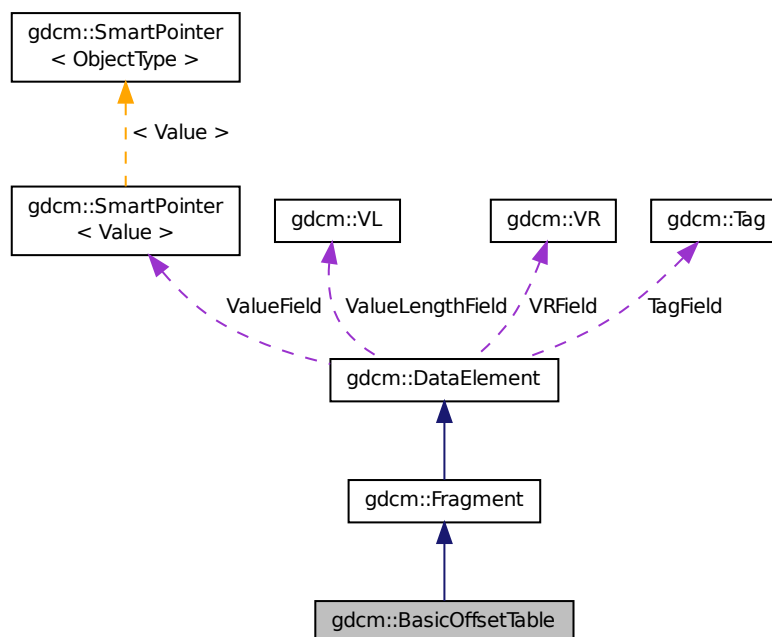 gdcm::SmartPointer
< ObjectType >
< Value >
gdcm::SmartPointer
< Value >
gdcm::VL
gdcm::VR
gdcm::Tag
ValueField
ValueLengthField
VRField
TagField
gdcm::DataElement
gdcm::Fragment
gdcm::BasicOffsetTable